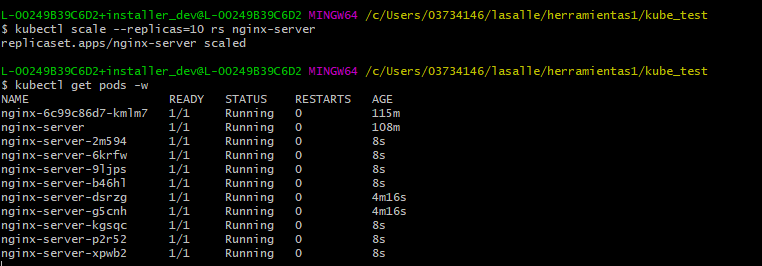 L-OO249B39C6D2+installer_dev@L-OO249B39C6D2 MINGW64 /c/Users/O3734146/lasalle/herramientas1/kube_test
$ kubectl scale --replicas=10 rs nginx-server
replicaset.apps/nginx-server scaled
L-OO249B39C6D2+installer_dev@L-OO249B39C6D2 MINGW64 /c/Users/O3734146/lasalle/herramientas1/kube_test
$ kubectl get pods -w
NAME READY STATUS RESTARTS AGE
nginx-6c99c86d7-kmlm7 1/1 Running 0 115m
nginx-server 1/1 Running 0 108m
nginx-server-2m594 1/1 Running 0 8s
nginx-server-6krfw 1/1 Running 0 8s
nginx-server-9ljps 1/1 Running 0 8s
nginx-server-b46hl 1/1 Running 0 8s
nginx-server-dsrzg 1/1 Running 0 4m16s
nginx-server-g5cnh 1/1 Running 0 4m16s
nginx-server-kgsqc 1/1 Running 0 8s
nginx-server-p2r52 1/1 Running 0 8s
nginx-server-xpwb2 1/1 Running 0 8s